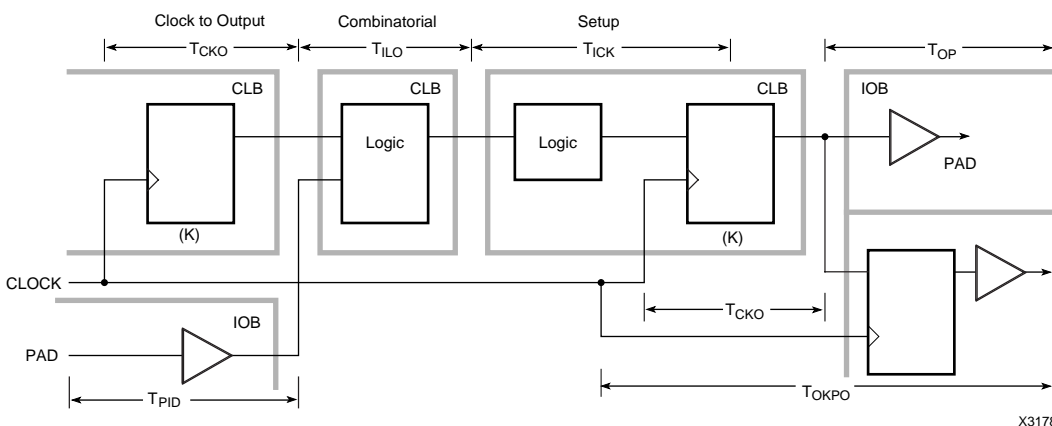 Clock to Output
Combinatorial
Setup
TCKO
TILO
TICK
TOP
CLB
CLB
CLB
IOB
Logic
Logic
PAD
(K)
(K)
CLOCK
TCKO
IOB
PAD
TPID
TOKPO
X3178